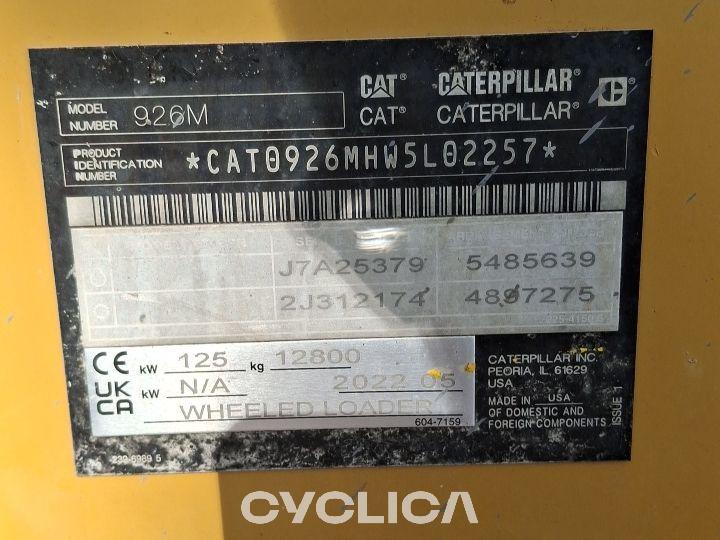 CAT® CATERPILLAR®
CAT® CATERPILLAR®
MODEL NUMBER 926M
PRODUCT IDENTIFICATION NUMBER *CAT0926MHW5L02257*
J7A25379 5485639
2J312174 4897275
CE kW 125 kg 12800
UKCA kW N/A 2022 05
WHEELED LOADER
604-7159
CATERPILLAR INC.
PEORIA, IL 61629
USA
MADE IN USA
OF DOMESTIC AND
FOREIGN COMPONENTS
ISSUE 1
CYCLICA